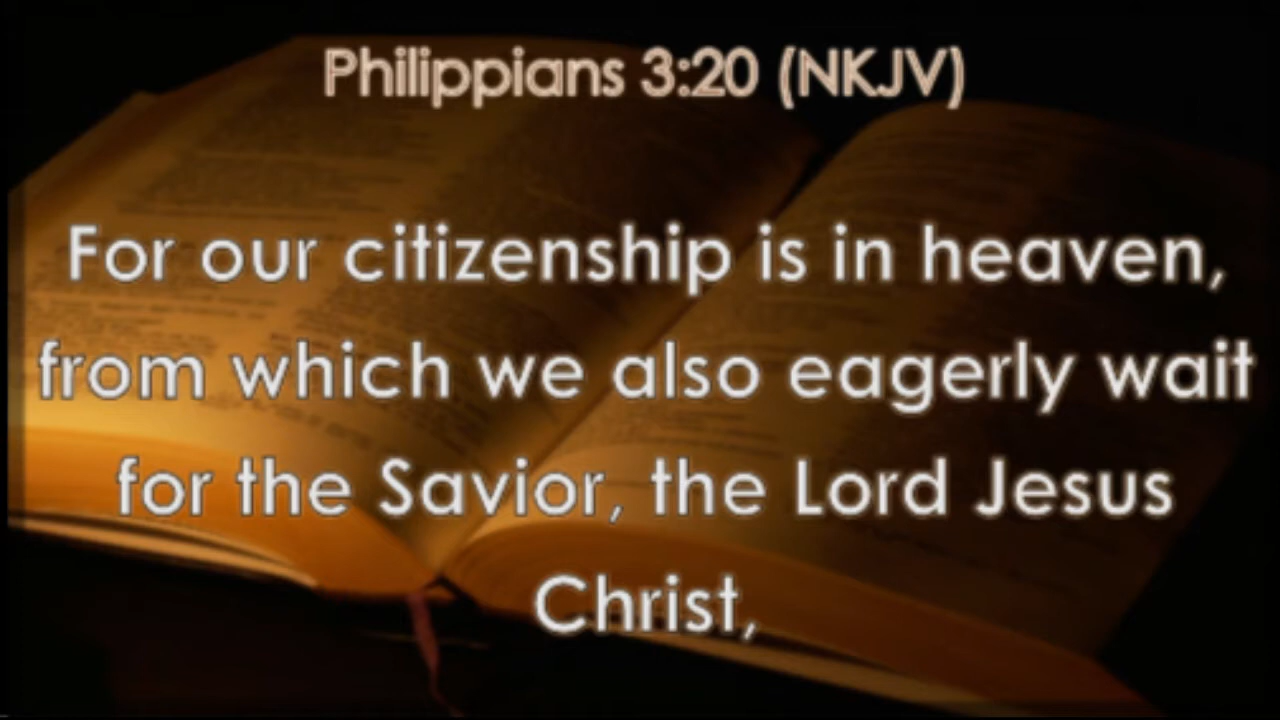 Philippians 3:20 (NKJV)
For our citizenship is in heaven,
from which we also eagerly wait
for the Savior, the Lord Jesus
Christ,